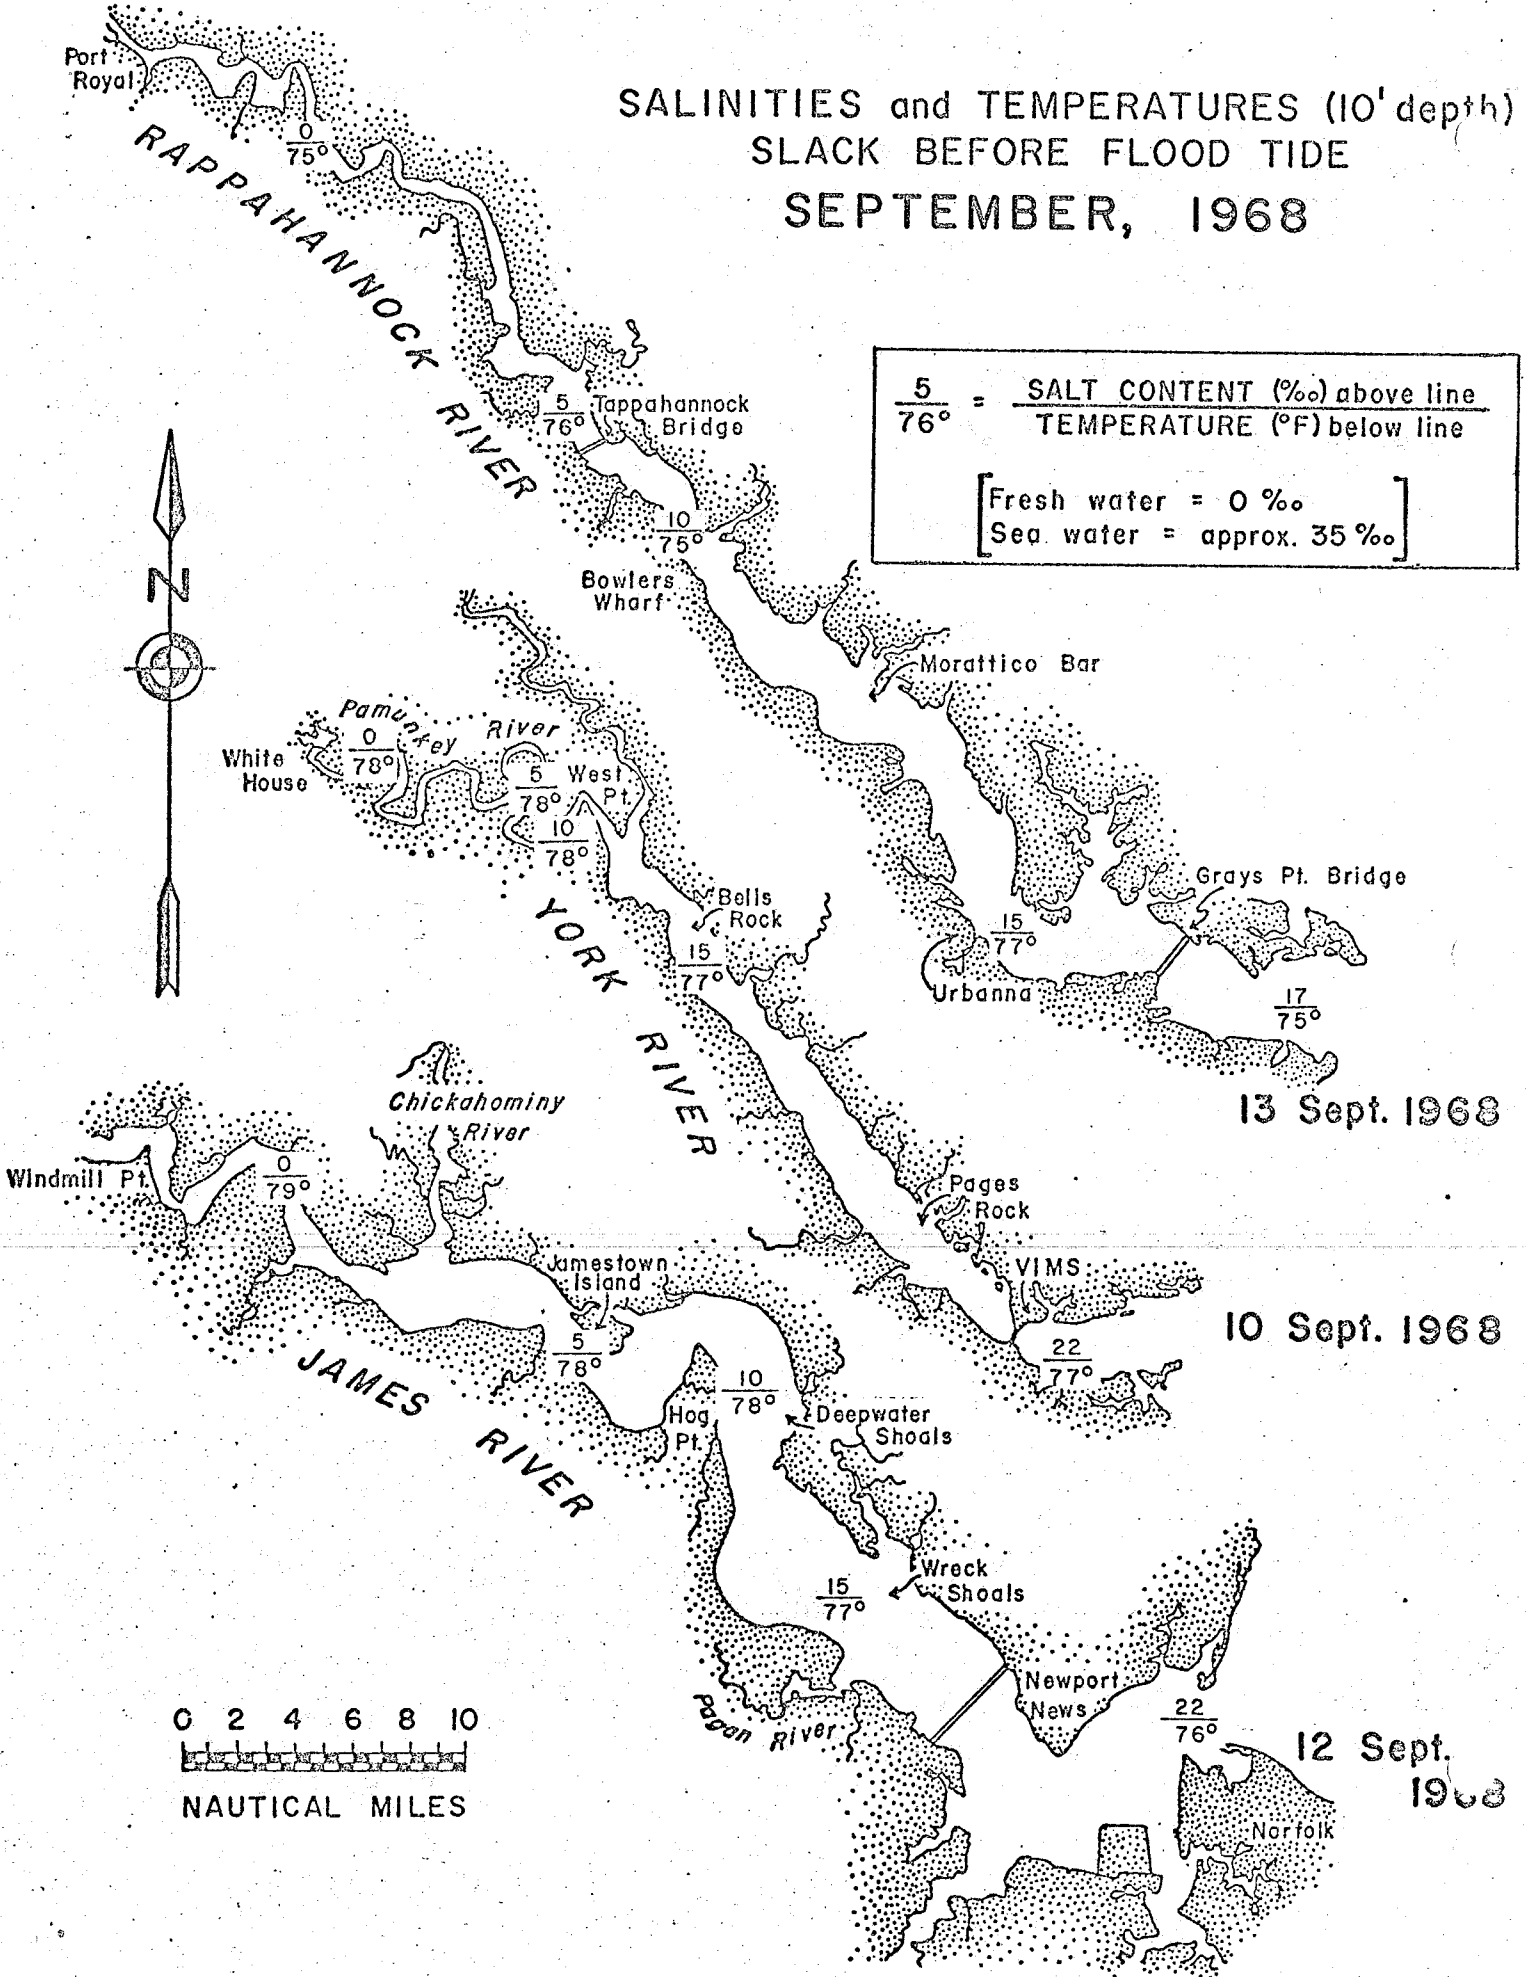 SALINITIES and TEMPERATURES (10' depth)
SLACK BEFORE FLOOD TIDE
SEPTEMBER, 1968
5 = SALT CONTENT (‰) above line
76° TEMPERATURE (°F) below line
Fresh water = 0 ‰
Sea water = approx. 35 ‰
Port
Royal
0
75°
RAPPAHANNOCK RIVER
5
76°
Tappahannock
Bridge
10
75°
Bowlers
Wharf
Morattico Bar
Grays Pt. Bridge
15
77°
Urbanna
17
75°
13 Sept. 1968
N
Pamunkey River
White
House
0
78°
5
78°
West
Pt.
10
78°
YORK RIVER
Bells
Rock
15
77°
Pages
Rock
VIMS
22
77°
10 Sept. 1968
Chickahominy
River
Windmill Pt.
0
79°
Jamestown
Island
5
78°
JAMES RIVER
Hog
Pt.
10
78°
Deepwater
Shoals
15
77°
Wreck
Shoals
Pagan River
Newport
News
22
76°
12 Sept.
1968
Norfolk
0 2 4 6 8 10
NAUTICAL MILES